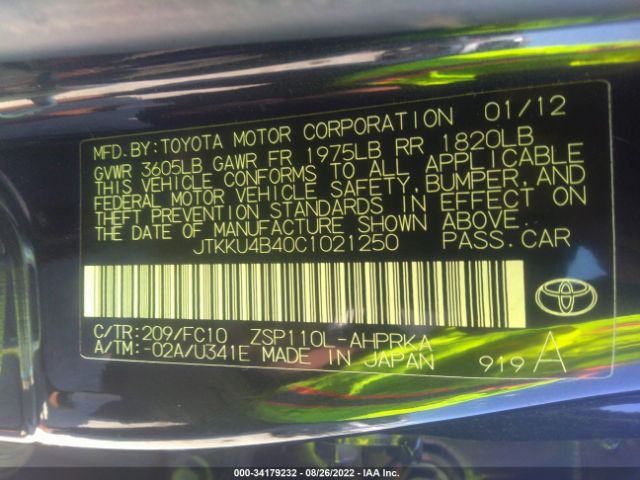 MFD.BY:TOYOTA MOTOR CORPORATION 01/12
GVWR 3605LB GAWR FR 1975LB RR 1820LB
THIS VEHICLE CONFORMS TO ALL APPLICABLE
FEDERAL MOTOR VEHICLE SAFETY, BUMPER, AND
THEFT PREVENTION STANDARDS IN EFFECT ON
THE DATE OF MANUFACTURE SHOWN ABOVE.
JTKKU4B40C1021250 PASS.CAR
C/TR:209/FC10 ZSP110L-AHPRKA
A/TM:-02A/U341E MADE IN JAPAN 919 A
000-34179232 - 08/26/2022 - IAA Inc.